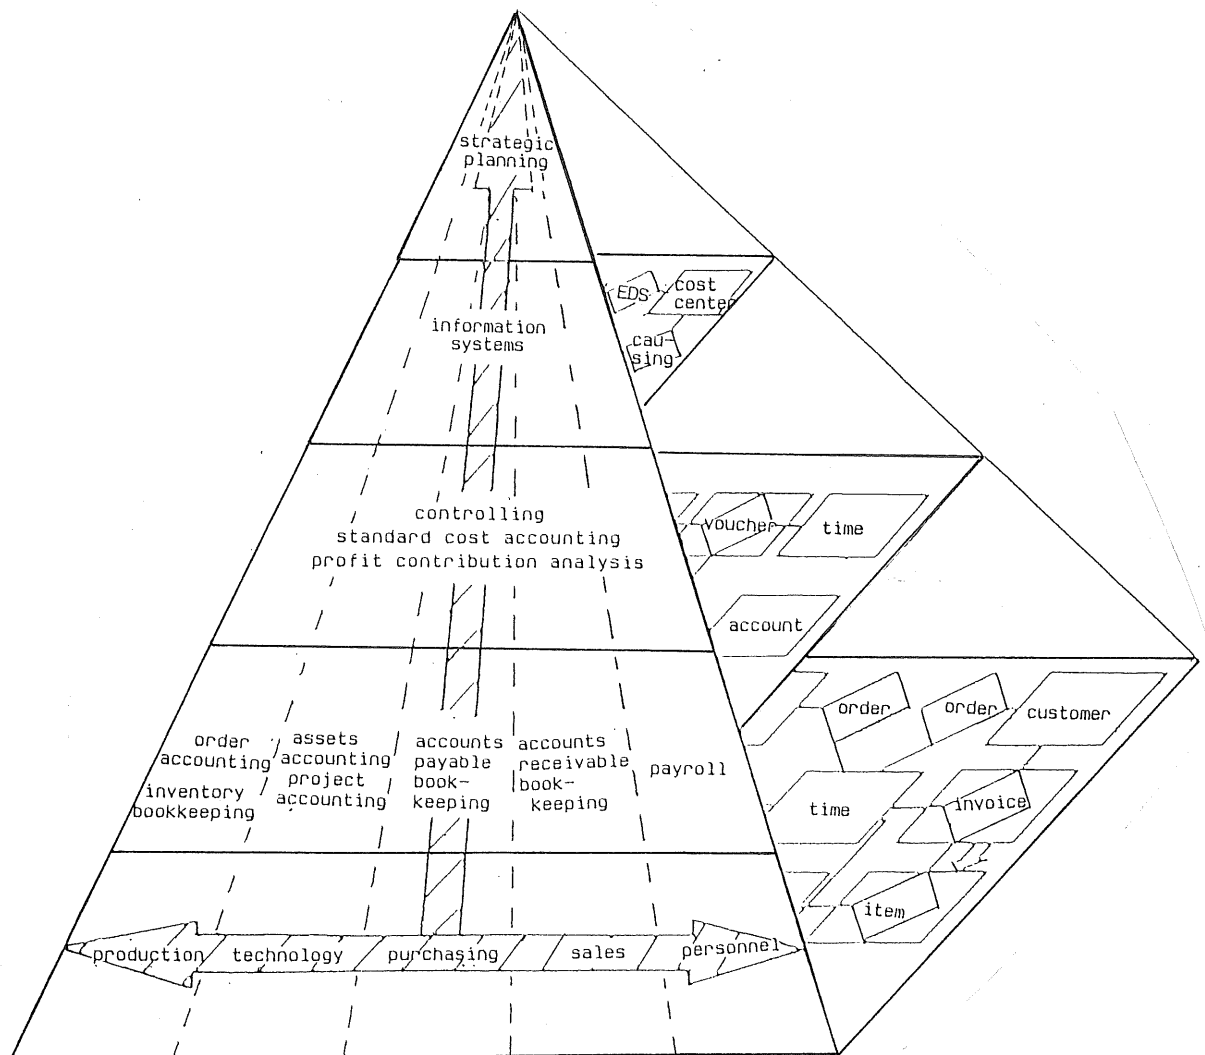 strategic
planning
EDS
cost
center
cau-
sing
information
systems
controlling
standard cost accounting
profit contribution analysis
voucher
time
account
order
accounting
inventory
bookkeeping
assets
accounting
project
accounting
accounts
payable
book-
keeping
accounts
receivable
book-
keeping
payroll
order
order
customer
time
invoice
item
production
technology
purchasing
sales
personnel